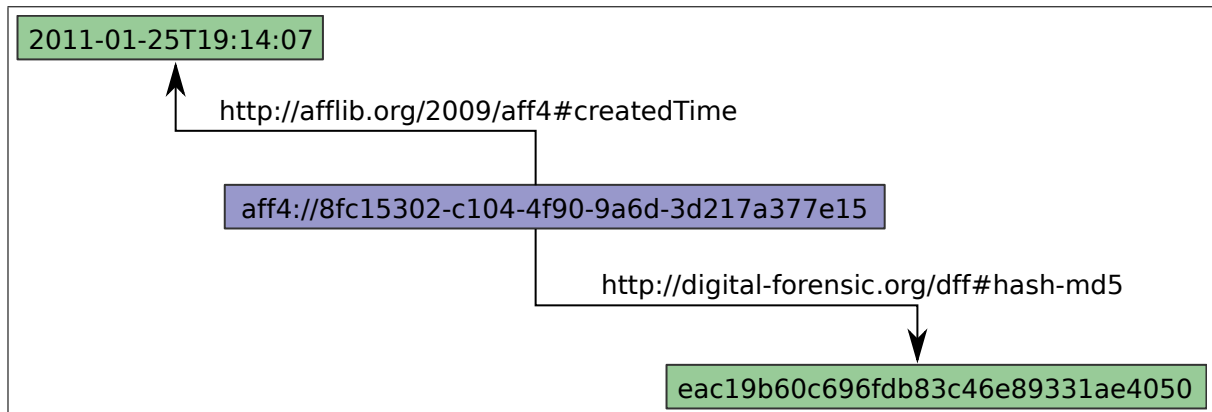 2011-01-25T19:14:07
http://afflib.org/2009/aff4#createdTime
aff4://8fc15302-c104-4f90-9a6d-3d217a377e15
http://digital-forensic.org/dff#hash-md5
eac19b60c696fdb83c46e89331ae4050